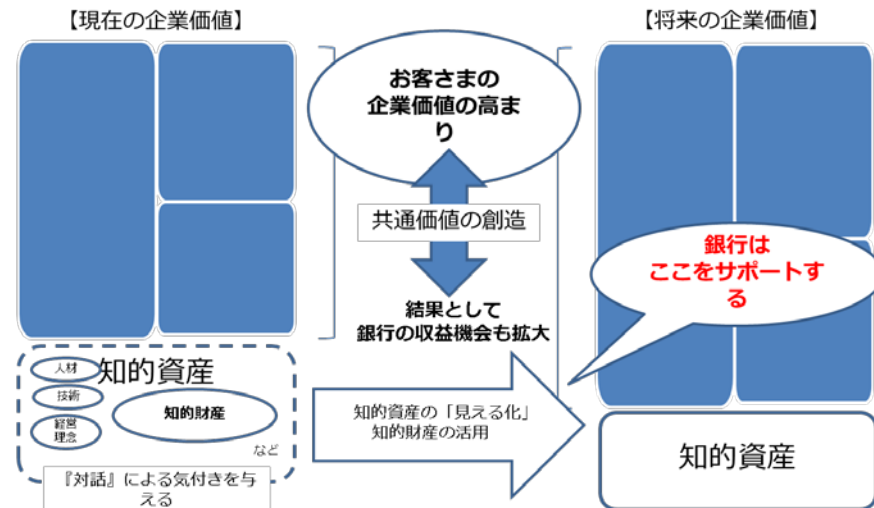 【現在の企業価値】
【将来の企業価値】
お客さまの
企業価値の高ま
り
共通価値の創造
結果として
銀行の収益機会も拡大
銀行は
ここをサポートす
る
知的資産
人材
技術
経営
理念
知的財産
など
『対話』による気付きを与
える
知的資産の「見える化」
知的財産の活用
知的資産